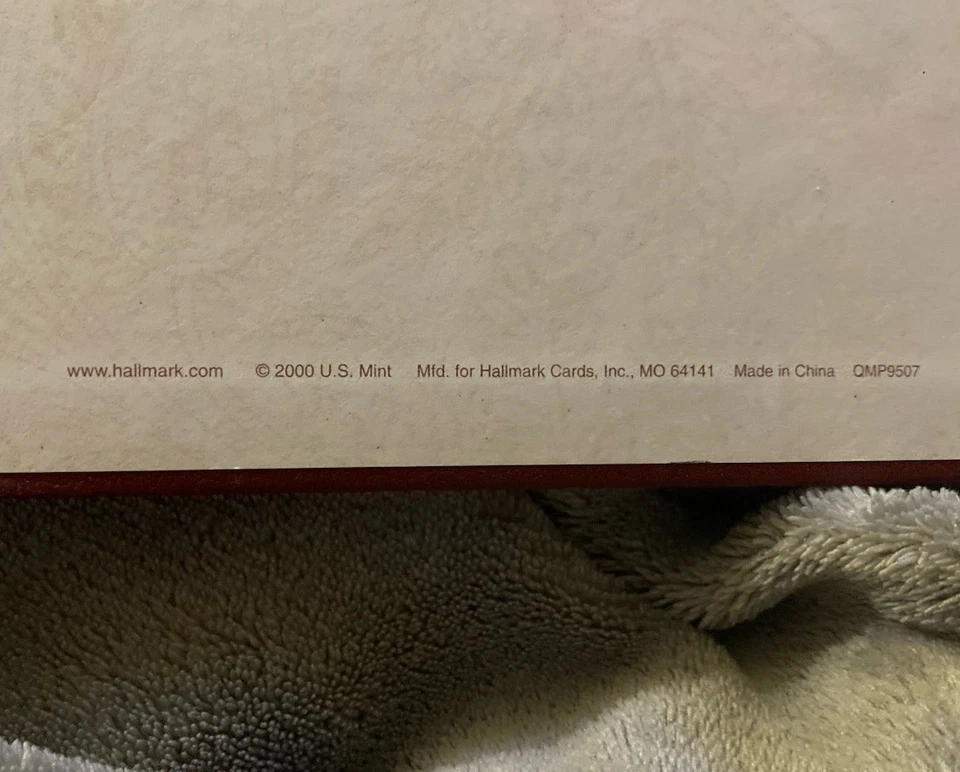 www.hallmark.com © 2000 U.S. Mint Mfd. for Hallmark Cards, Inc., MO 64141 Made in China QMP9507